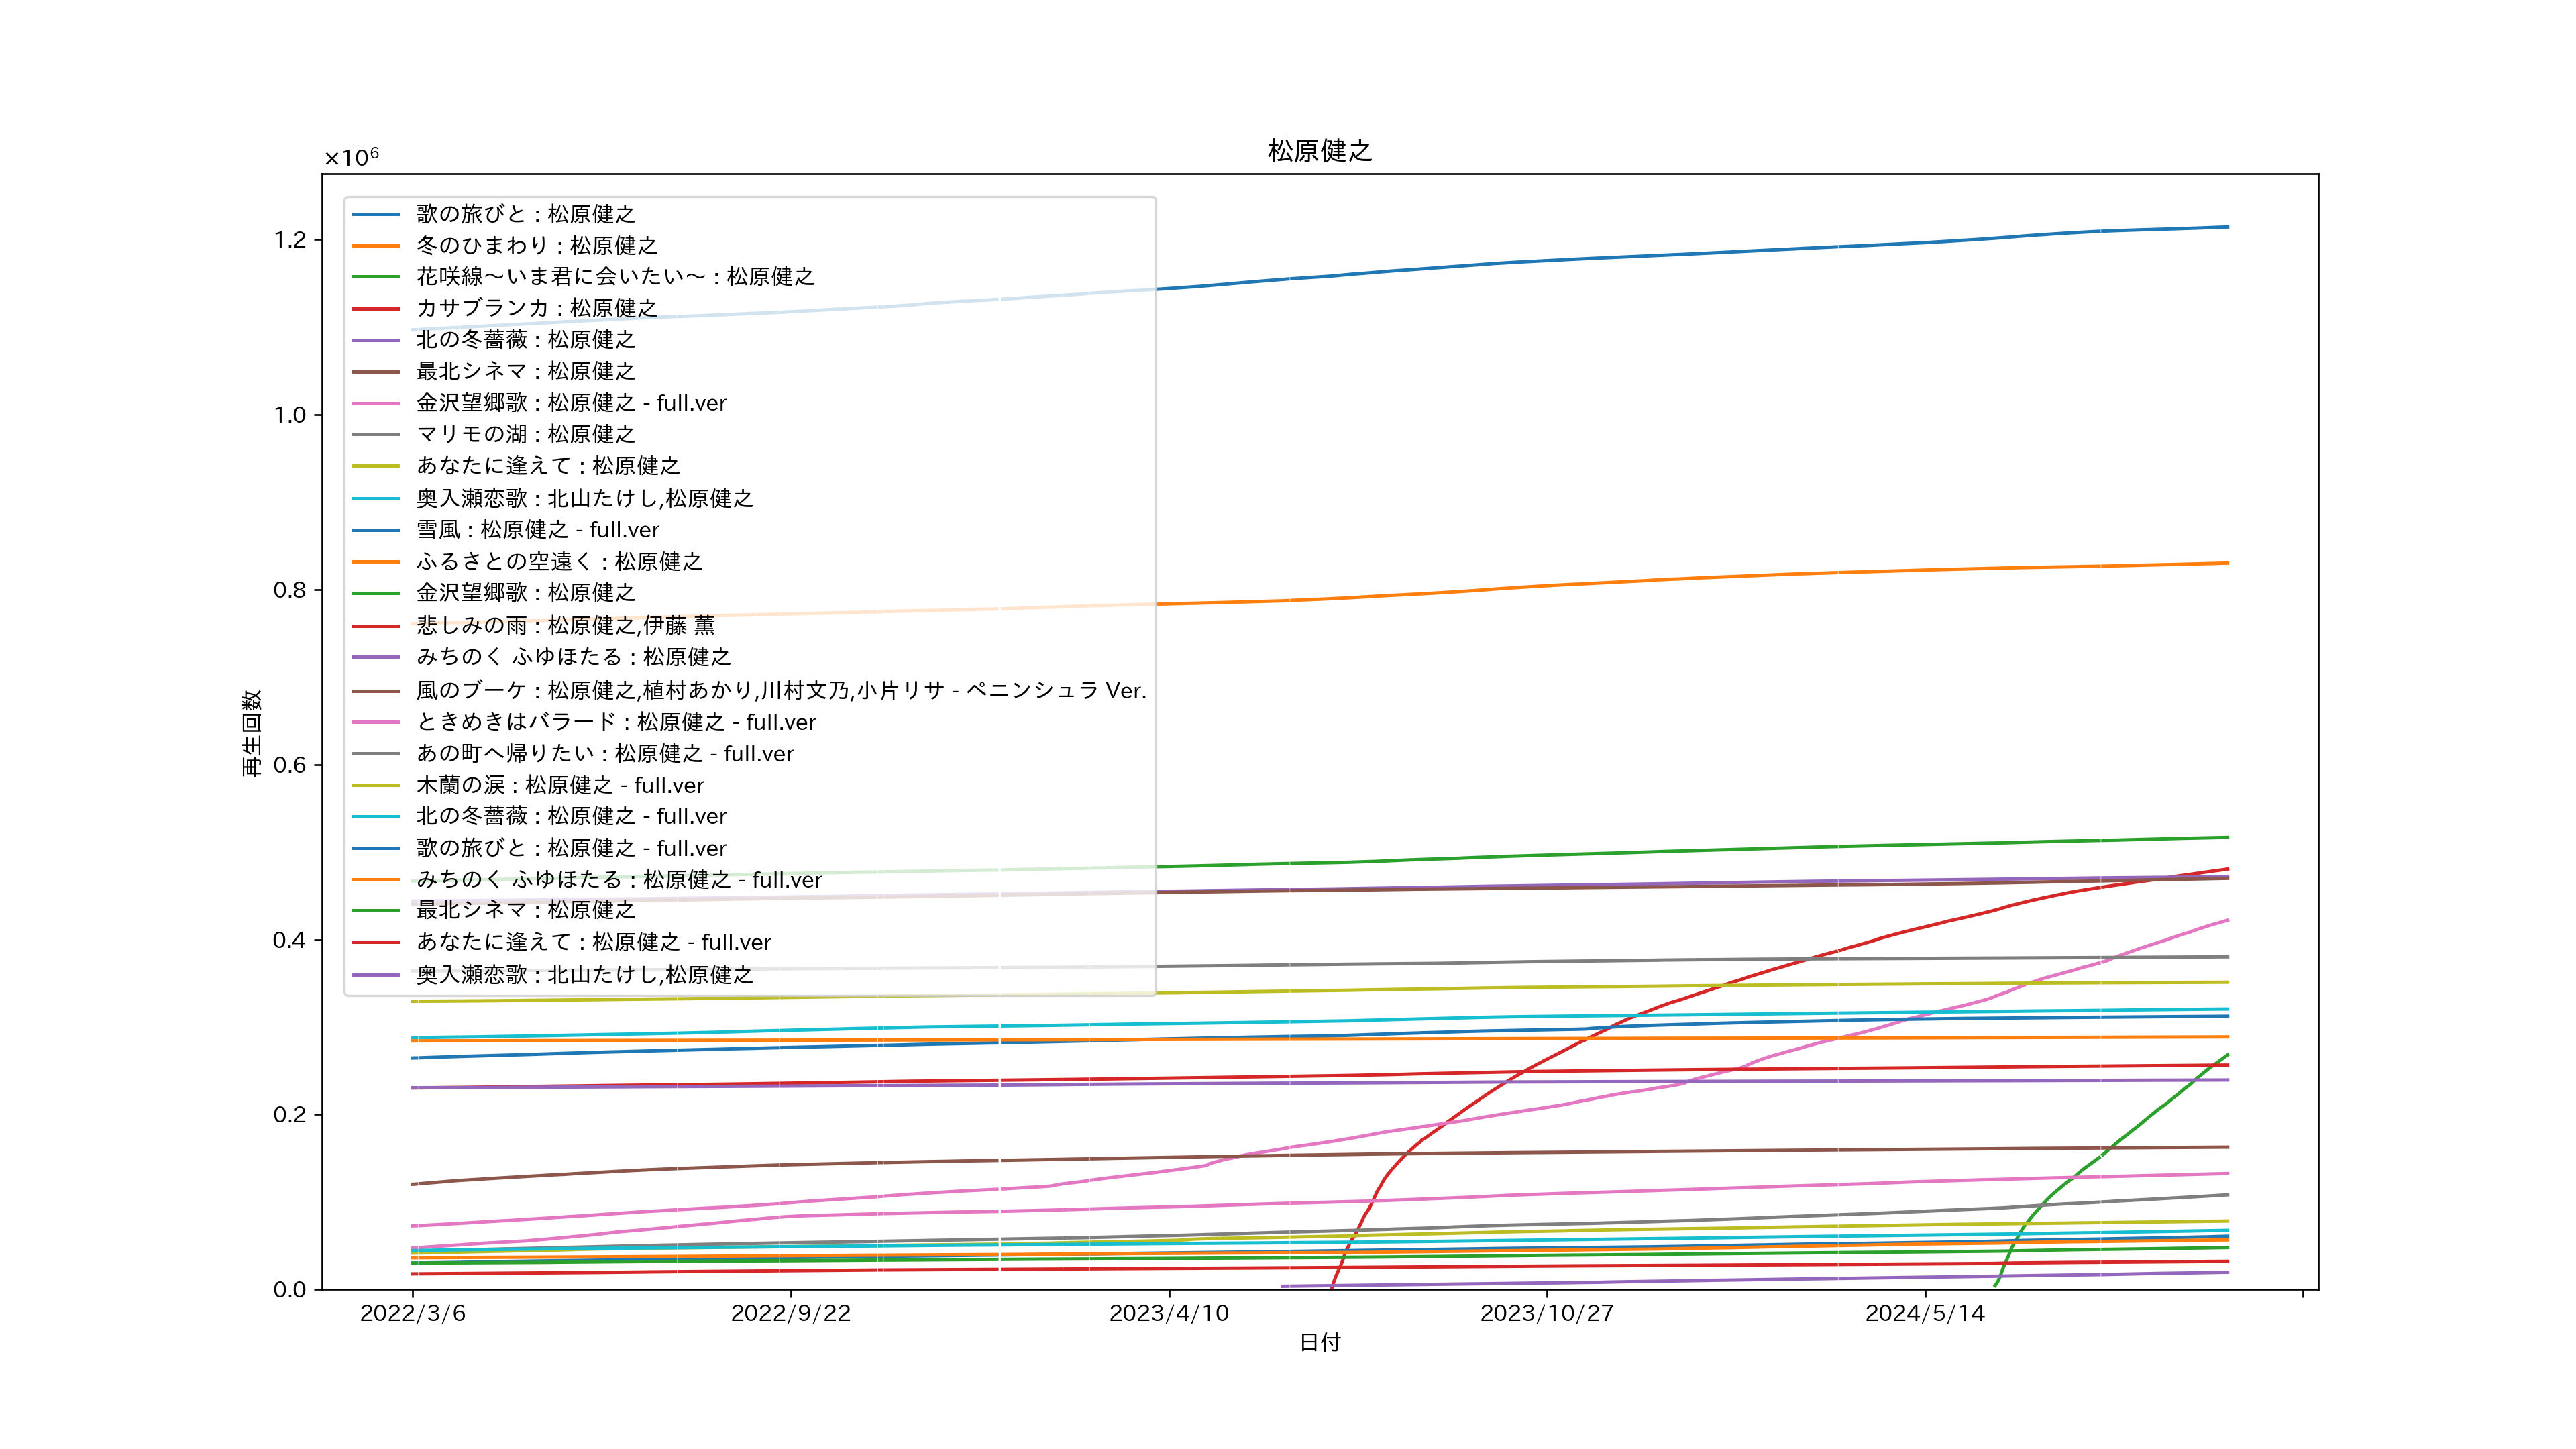 松原健之
×10⁶
1.2
1.0
0.8
0.6
0.4
0.2
0.0
再生回数
歌の旅びと : 松原健之
冬のひまわり : 松原健之
花咲線～いま君に会いたい～ : 松原健之
カサブランカ : 松原健之
北の冬薔薇 : 松原健之
最北シネマ : 松原健之
金沢望郷歌 : 松原健之 - full.ver
マリモの湖 : 松原健之
あなたに逢えて : 松原健之
奥入瀬恋歌 : 北山たけし,松原健之
雪風 : 松原健之 - full.ver
ふるさとの空遠く : 松原健之
金沢望郷歌 : 松原健之
悲しみの雨 : 松原健之,伊藤 薫
みちのく ふゆほたる : 松原健之
風のブーケ : 松原健之,植村あかり,川村文乃,小片リサ - ペニンシュラ Ver.
ときめきはバラード : 松原健之 - full.ver
あの町へ帰りたい : 松原健之 - full.ver
木蘭の涙 : 松原健之 - full.ver
北の冬薔薇 : 松原健之 - full.ver
歌の旅びと : 松原健之 - full.ver
みちのく ふゆほたる : 松原健之 - full.ver
最北シネマ : 松原健之
あなたに逢えて : 松原健之 - full.ver
奥入瀬恋歌 : 北山たけし,松原健之
2022/3/6
2022/9/22
2023/4/10
2023/10/27
2024/5/14
日付